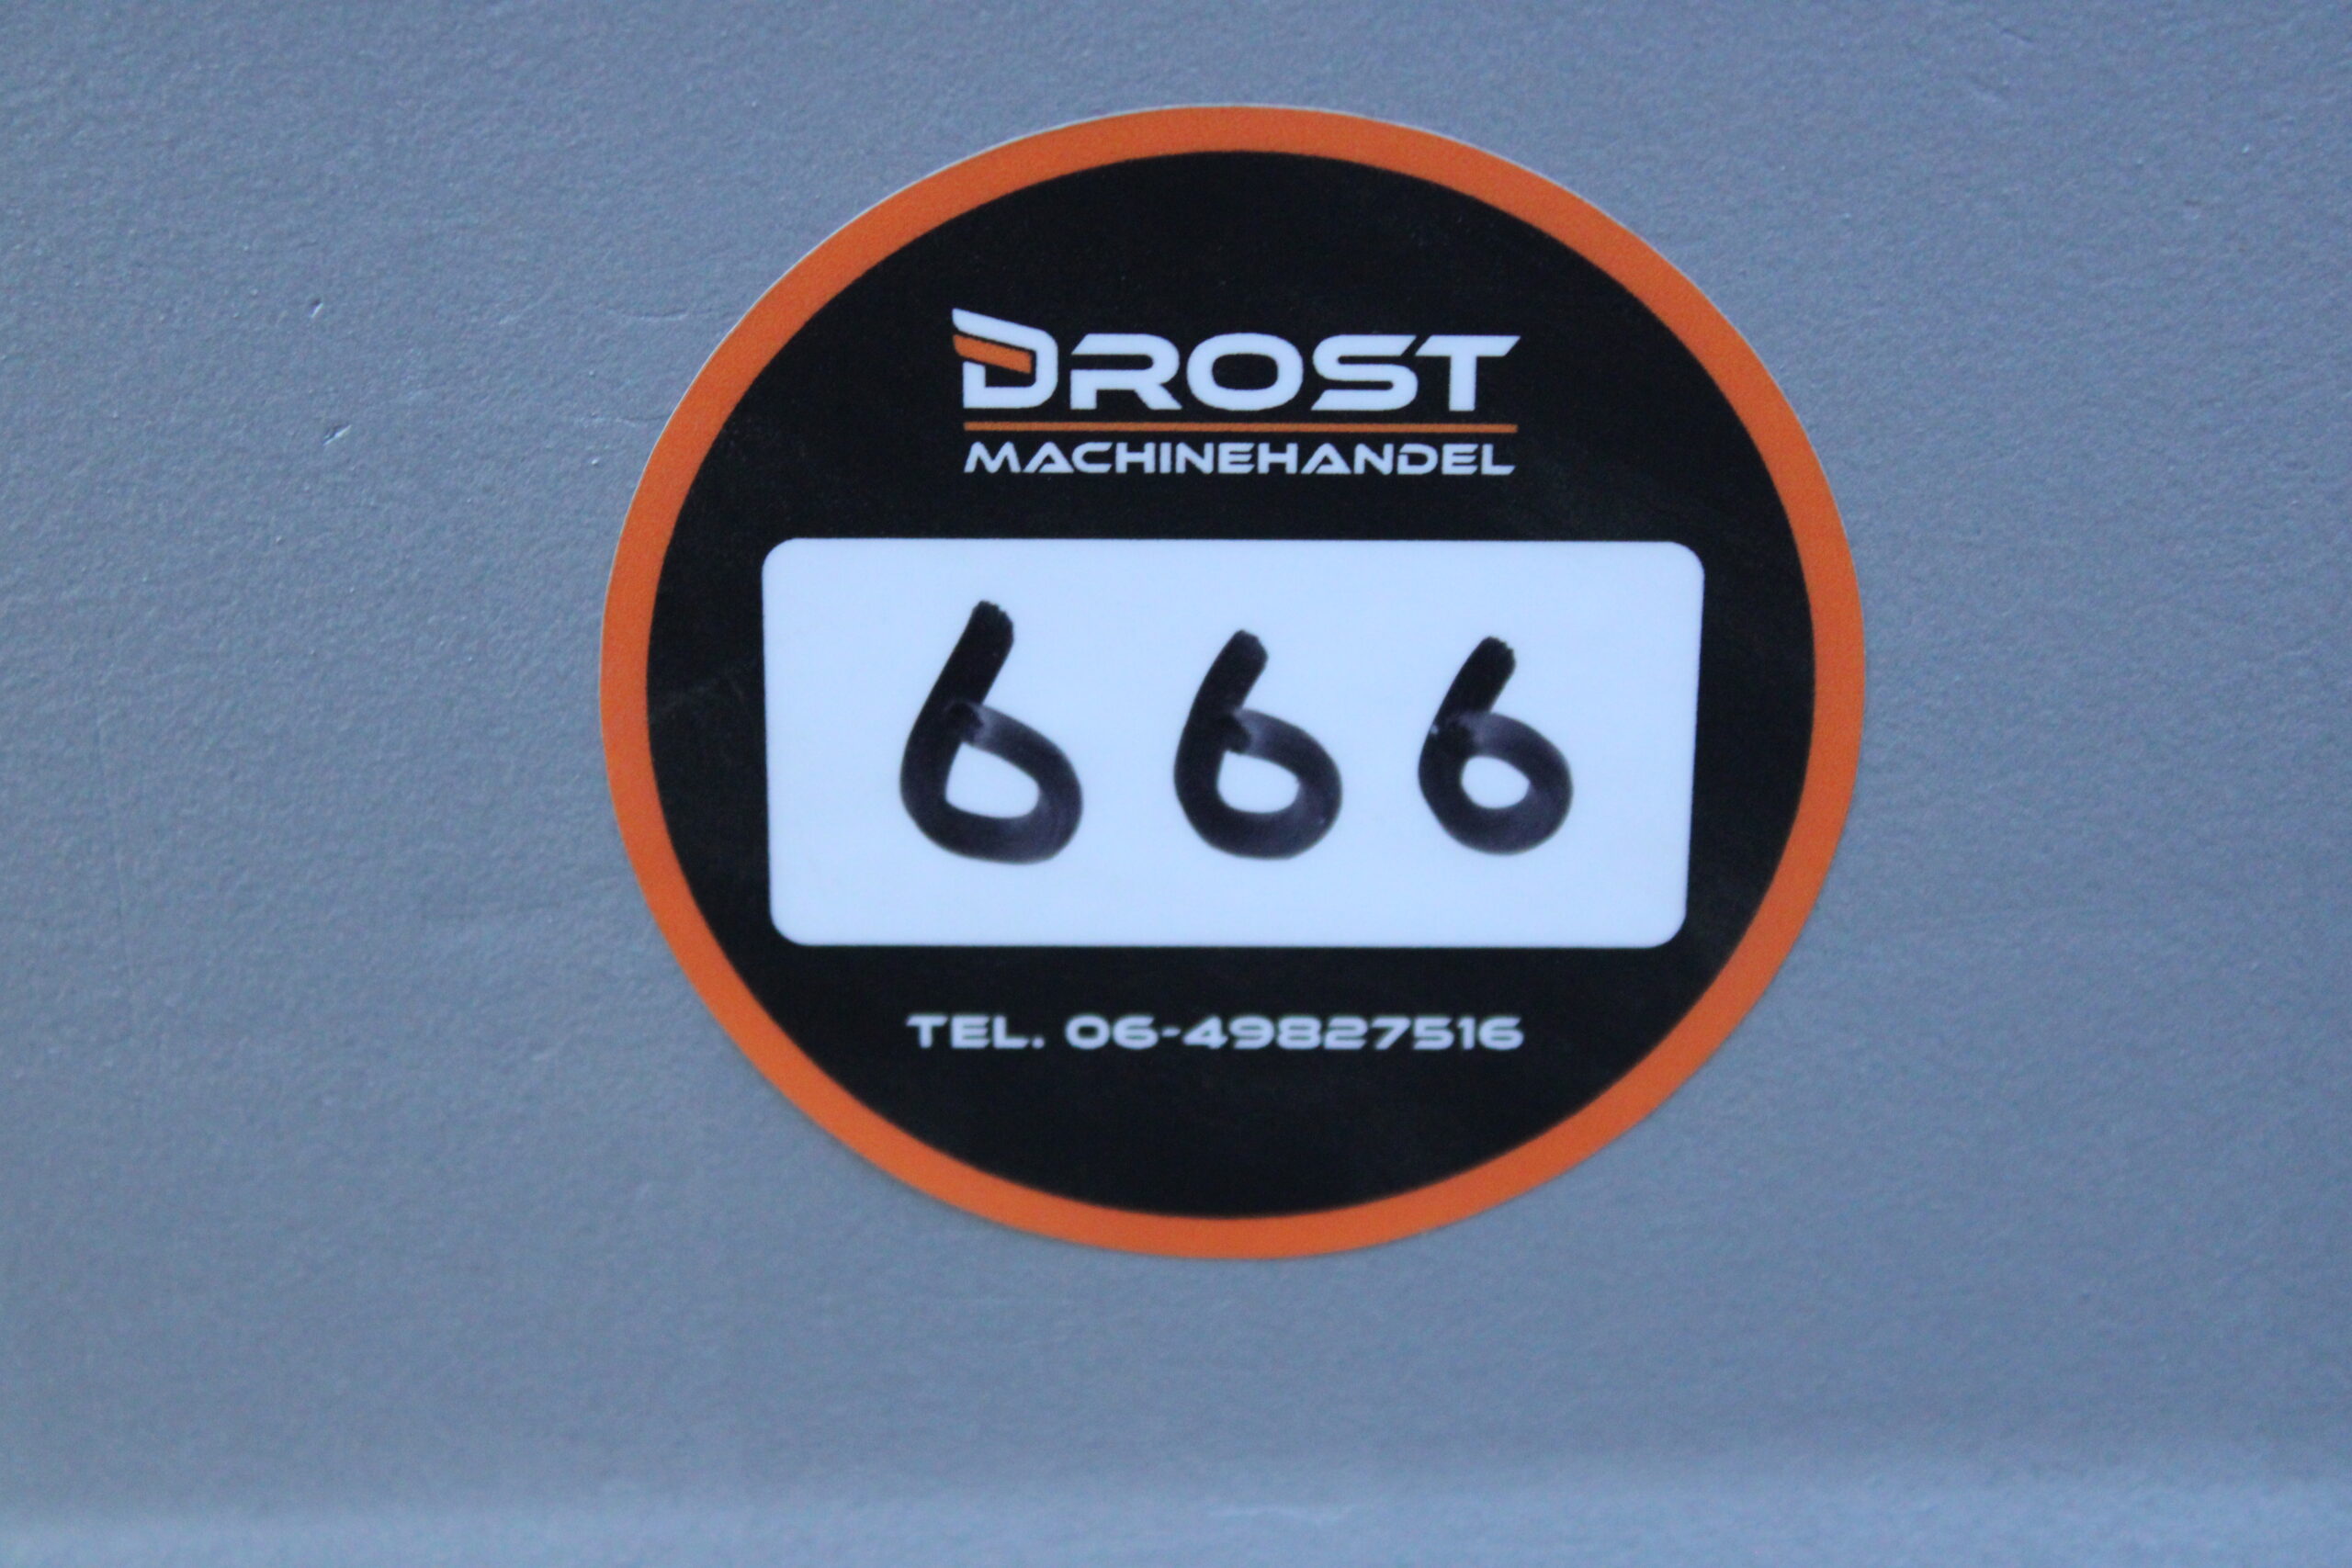 DROST
MACHINEHANDEL
666
TEL. 06-49827516